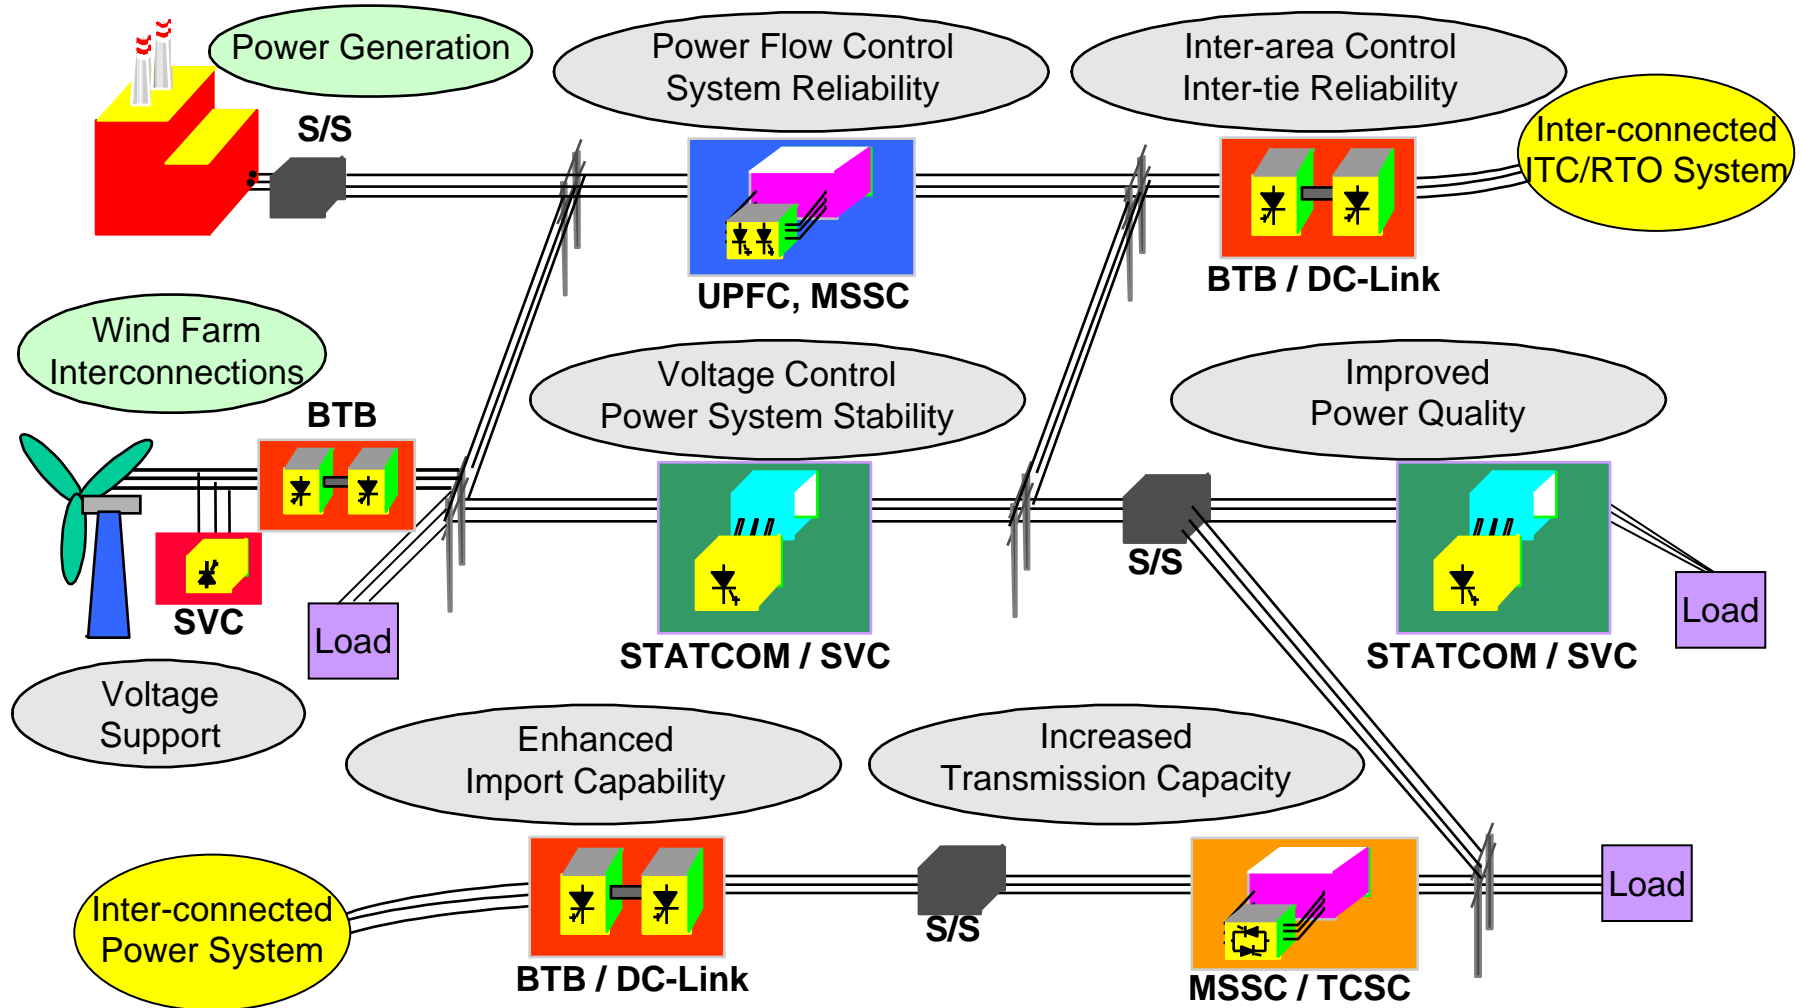 Power Generation
Power Flow Control
System Reliability
Inter-area Control
Inter-tie Reliability
S/S
Inter-connected
ITC/RTO System
UPFC, MSSC
BTB / DC-Link
Wind Farm
Interconnections
Voltage Control
Power System Stability
Improved
Power Quality
BTB
SVC
Load
STATCOM / SVC
S/S
STATCOM / SVC
Load
Voltage
Support
Enhanced
Import Capability
Increased
Transmission Capacity
Inter-connected
Power System
BTB / DC-Link
S/S
MSSC / TCSC
Load